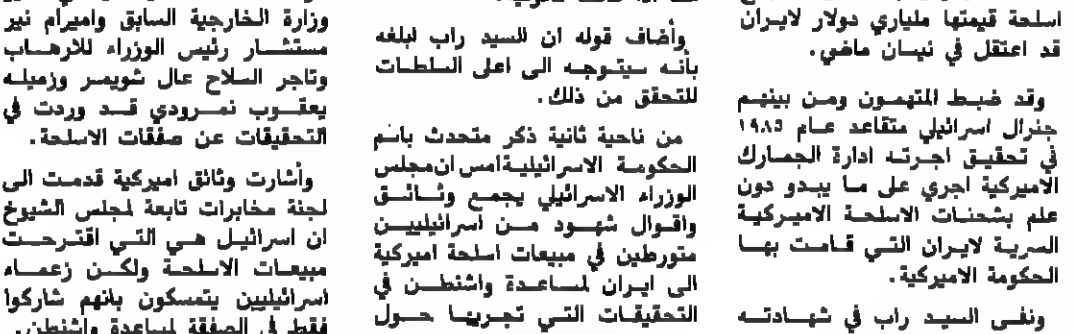 اسلحة قيمتها ملياري دولار لايران
قد اعتقل في نيسان ماضي.
وقد ضبط المتهمون ومن بينهم
جنرال اسرائيلي متقاعد عام ١٩٨٥
في تحقيق اجرته ادارة الجمارك
الاميركية اجري على ما يبدو دون
علم بشحنات الاسلحة الاميركية
السرية لايران التي قامت بها
الحكومة الاميركية.
ونفى السيد راب في شهادته
وأضاف قوله ان السيد راب ابلغه
بأنه سيتوجه الى اعلى السلطات
للتحقق من ذلك.
من ناحية ثانية ذكر متحدث باسم
الحكومة الاسرائيلية امس ان مجلس
الوزراء الاسرائيلي يجمع وثائق
واقوال شهود من اسرائيليين
متورطين في مبيعات اسلحة اميركية
الى ايران لمساعدة واشنطن في
التحقيقات التي تجريها حول
وزارة الخارجية السابق واميرام نير
مستشار رئيس الوزراء للارهاب
وتاجر السلاح عال شويمر وزميله
يعقوب نمرودي قد وردت في
التحقيقات عن صفقات الاسلحة.
وأشارت وثائق اميركية قدمت الى
لجنة مخابرات تابعة لمجلس الشيوخ
ان اسرائيل هي التي اقترحت
مبيعات الاسلحة ولكن زعماء
اسرائيليين يتمسكون بانهم شاركوا
فقط في الصفقة لمساعدة واشنطن.